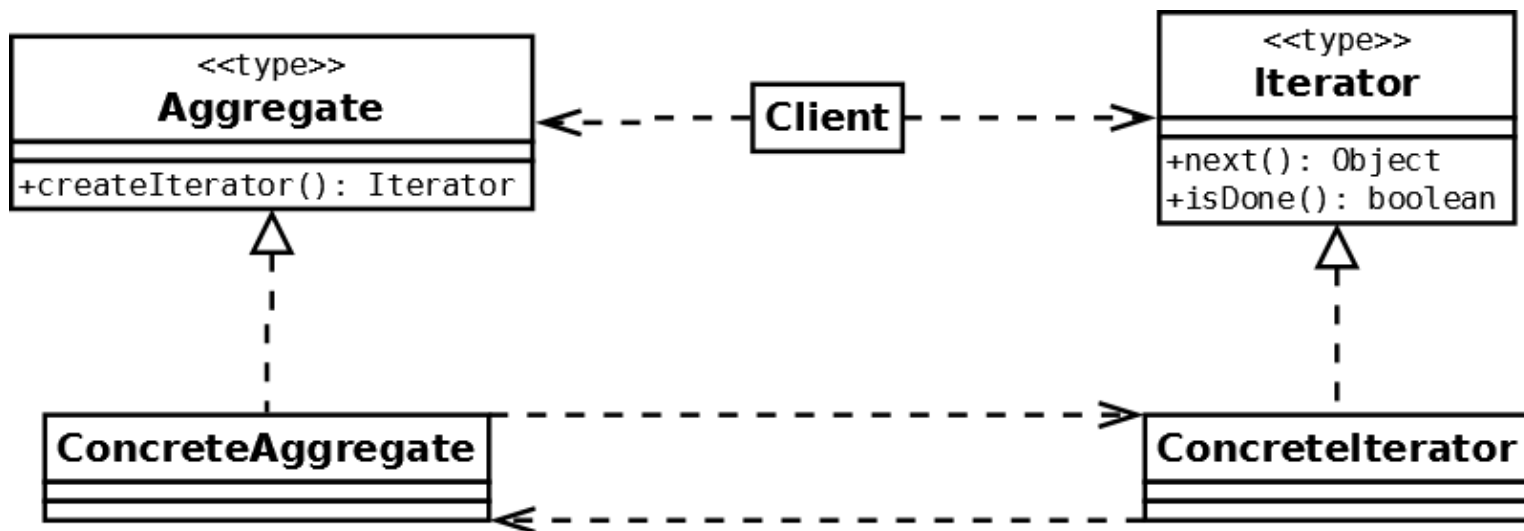 <<type>>
Aggregate
+createIterator(): Iterator
Client
<<type>>
Iterator
+next(): Object
+isDone(): boolean
ConcreteAggregate
ConcreteIterator